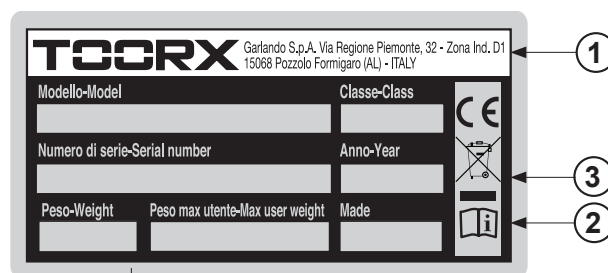 TOORX
Garlando S.p.A. Via Regione Piemonte, 32 - Zona Ind. D1
15068 Pozzolo Formigaro (AL) - ITALY
1
Modello-Model
Classe-Class
CE
Numero di serie-Serial number
Anno-Year
3
Peso-Weight
Peso max utente-Max user weight
Made
i
2